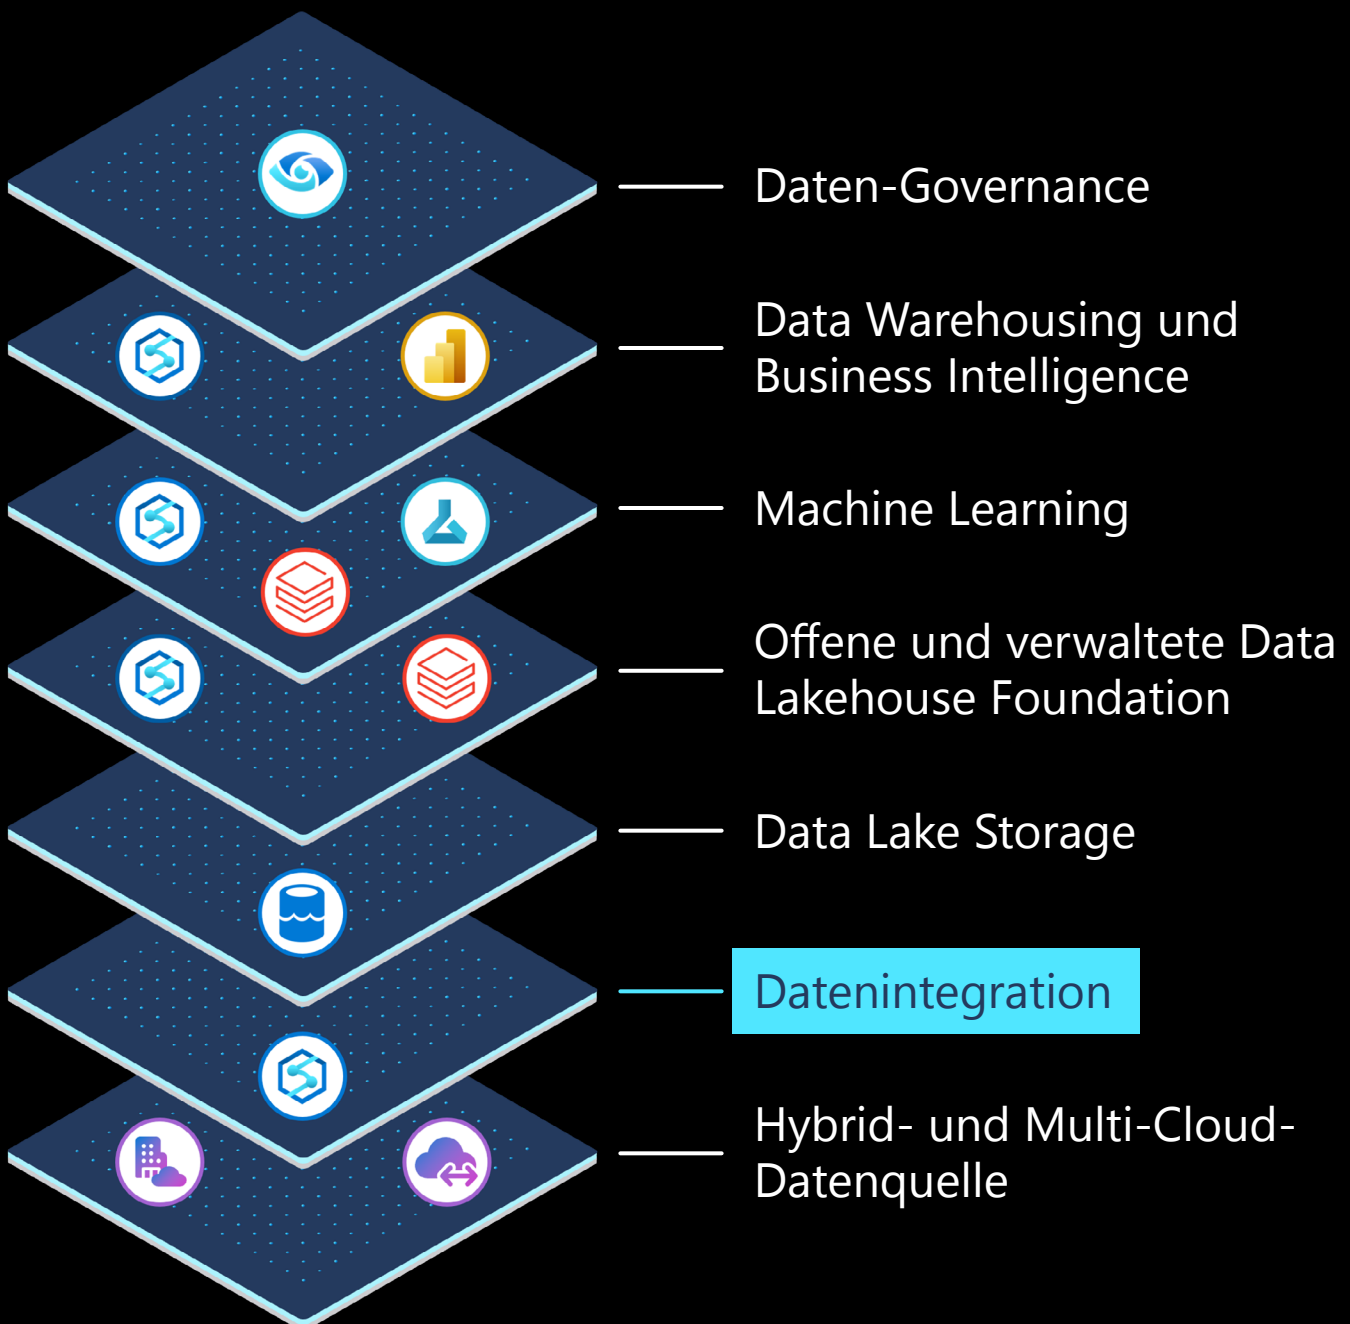 Daten-Governance
Data Warehousing und
Business Intelligence
Machine Learning
Offene und verwaltete Data
Lakehouse Foundation
Data Lake Storage
Datenintegration
Hybrid- und Multi-Cloud-
Datenquelle